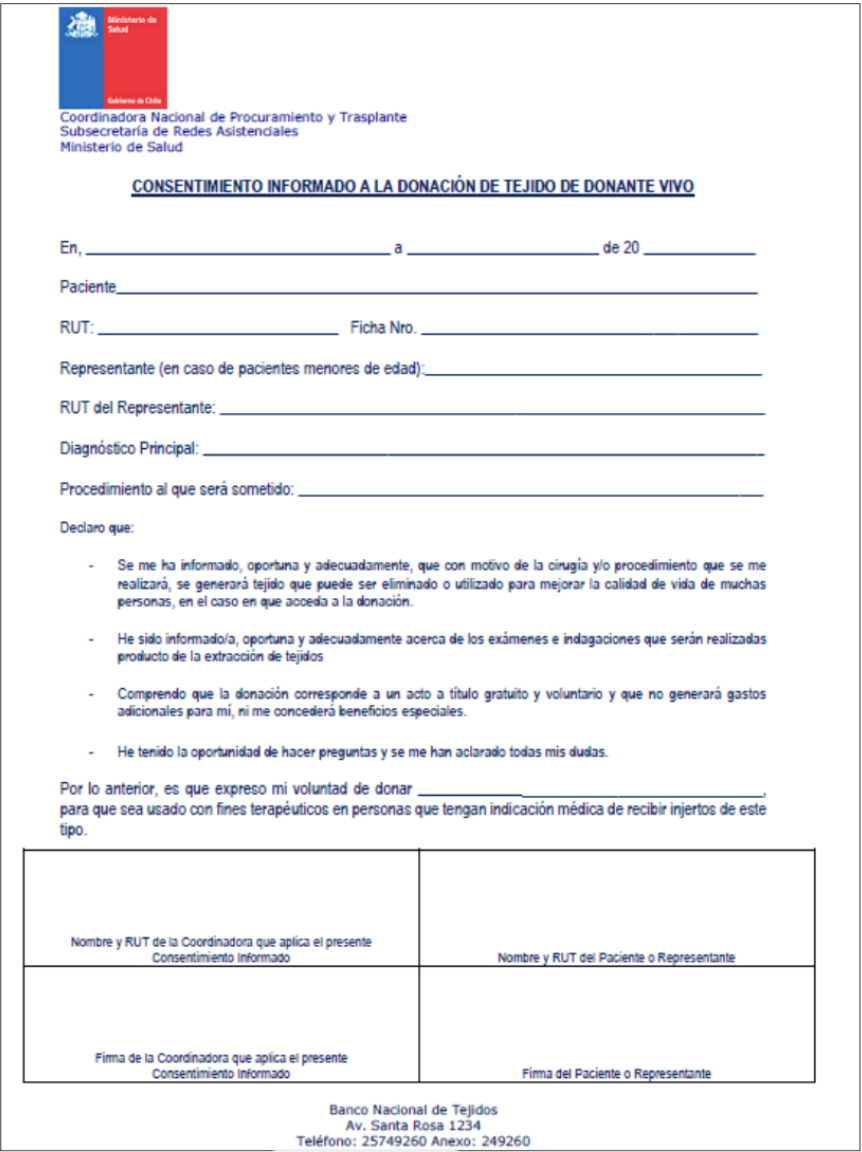 Ministerio de
Salud
Gobierno de Chile
Coordinadora Nacional de Procuramiento y Trasplante
Subsecretaría de Redes Asistenciales
Ministerio de Salud
CONSENTIMIENTO INFORMADO A LA DONACIÓN DE TEJIDO DE DONANTE VIVO
En, ____________________ a ____________________ de 20 __________
Paciente____________________
RUT: ____________________ Ficha Nro. ____________________
Representante (en caso de pacientes menores de edad):____________________
RUT del Representante: ____________________
Diagnóstico Principal: ____________________
Procedimiento al que será sometido: ____________________
Declaro que:
- Se me ha informado, oportuna y adecuadamente, que con motivo de la cirugía y/o procedimiento que se me
realizará, se generará tejido que puede ser eliminado o utilizado para mejorar la calidad de vida de muchas
personas, en el caso en que acceda a la donación.
- He sido informado/a, oportuna y adecuadamente acerca de los exámenes e indagaciones que serán realizadas
producto de la extracción de tejidos
- Comprendo que la donación corresponde a un acto a título gratuito y voluntario y que no generará gastos
adicionales para mí, ni me concederá beneficios especiales.
- He tenido la oportunidad de hacer preguntas y se me han aclarado todas mis dudas.
Por lo anterior, es que expreso mi voluntad de donar ____________________,
para que sea usado con fines terapéuticos en personas que tengan indicación médica de recibir injertos de este
tipo.
Nombre y RUT de la Coordinadora que aplica el presente
Consentimiento Informado
Nombre y RUT del Paciente o Representante
Firma de la Coordinadora que aplica el presente
Consentimiento Informado
Firma del Paciente o Representante
Banco Nacional de Tejidos
Av. Santa Rosa 1234
Teléfono: 25749260 Anexo: 249260